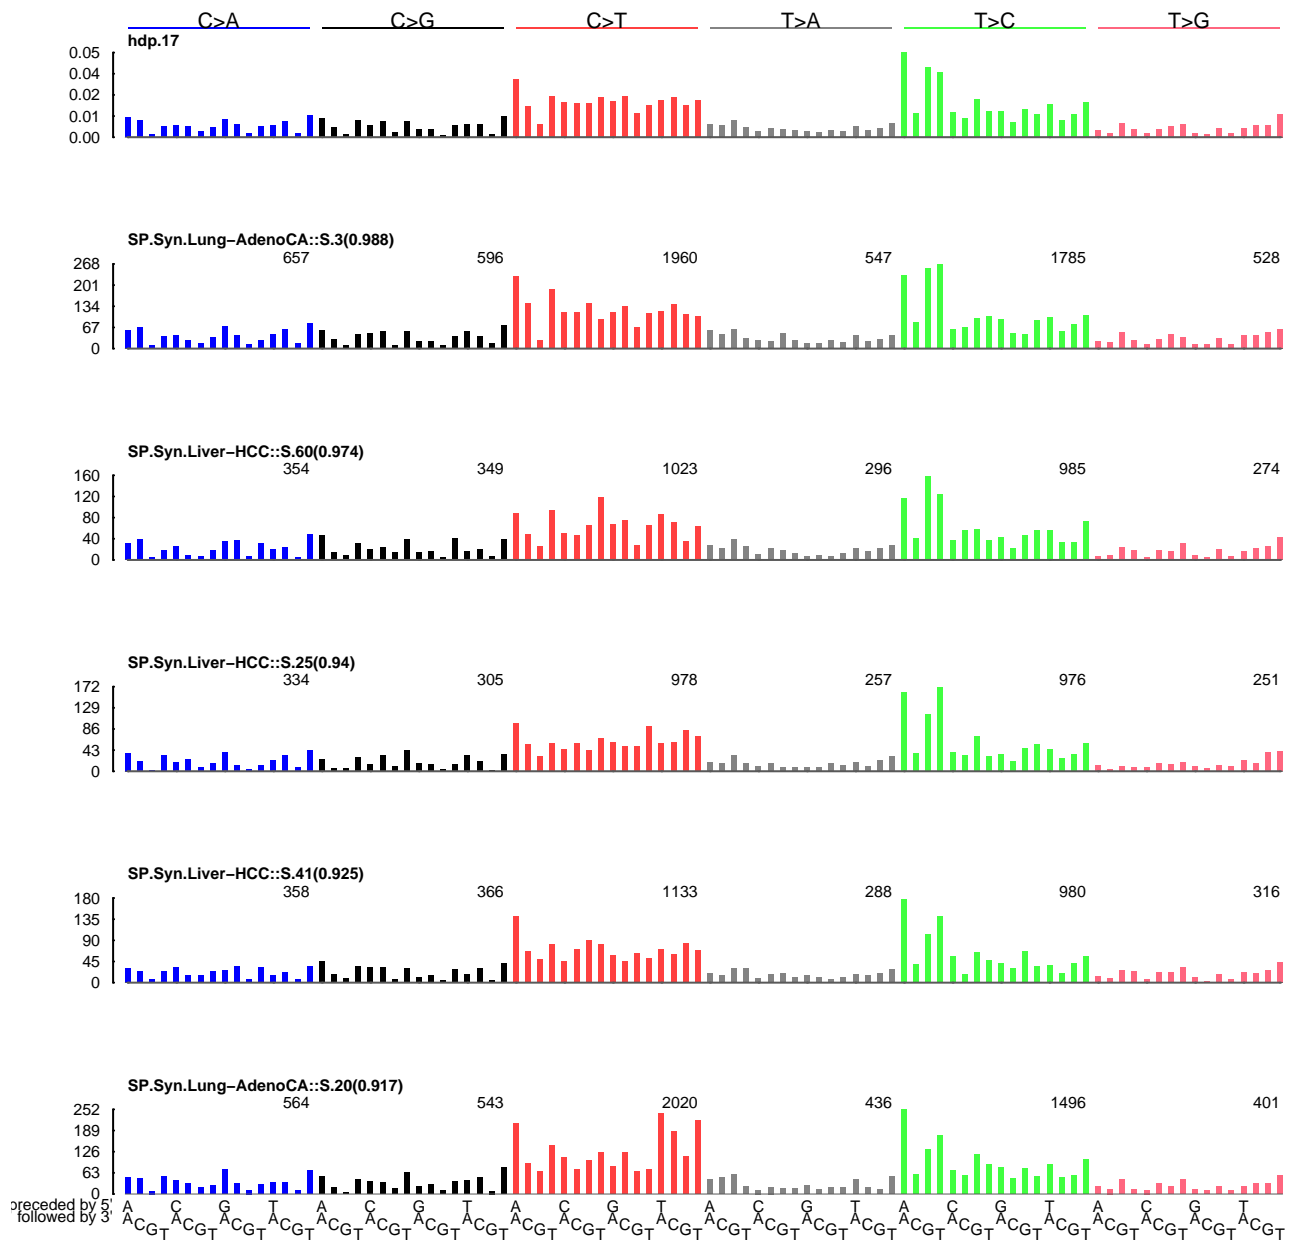 C>A C>G C>T T>A T>C T>G
hdp.17
0.05
0.04
0.02
0.01
0.00
SP.Syn.Lung−AdenoCA::S.3(0.988)
657 596 1960 547 1785 528
268
201
134
67
0
SP.Syn.Liver−HCC::S.60(0.974)
354 349 1023 296 985 274
160
120
80
40
0
SP.Syn.Liver−HCC::S.25(0.94)
334 305 978 257 976 251
172
129
86
43
0
SP.Syn.Liver−HCC::S.41(0.925)
358 366 1133 288 980 316
180
135
90
45
0
SP.Syn.Lung−AdenoCA::S.20(0.917)
564 543 2020 436 1496 401
252
189
126
63
0
preceded by 5' A C G T A C G T A C G T A C G T A C G T A C G T
followed by 3' A C G T A C G T A C G T A C G T A C G T A C G T A C G T A C G T A C G T A C G T A C G T A C G T A C G T A C G T A C G T A C G T A C G T A C G T A C G T A C G T A C G T A C G T A C G T A C G T